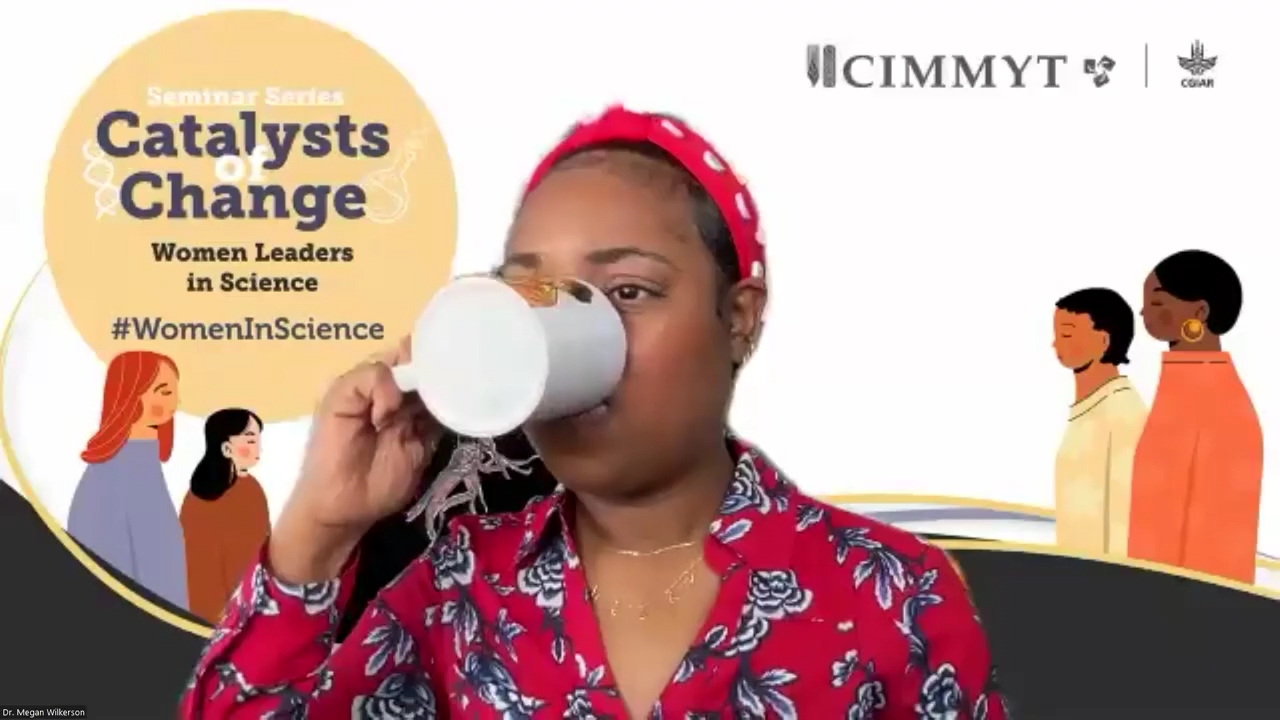 Seminar Series
Catalysts
of
Change
Women Leaders
in Science
#WomenInScience
CIMMYT
CGIAR
Dr. Megan Wilkerson